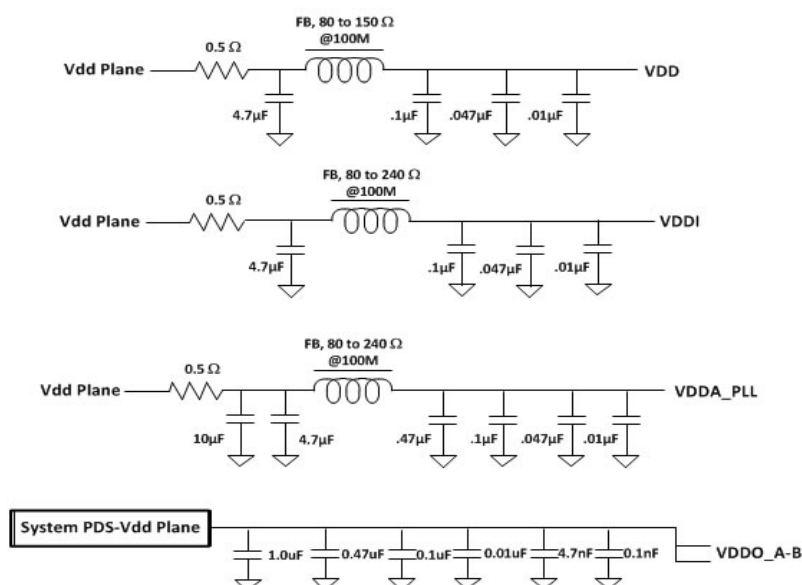 FB, 80 to 150 Ω
@100M
0.5 Ω
Vdd Plane
VDD
4.7µF
.1µF
.047µF
.01µF
FB, 80 to 240 Ω
@100M
0.5 Ω
Vdd Plane
VDDI
4.7µF
.1µF
.047µF
.01µF
FB, 80 to 240 Ω
@100M
0.5 Ω
Vdd Plane
VDDA_PLL
10µF
4.7µF
.47µF
.1µF
.047µF
.01µF
System PDS-Vdd Plane
1.0uF
0.47uF
0.1uF
0.01uF
4.7nF
0.1nF
VDDO_A-B